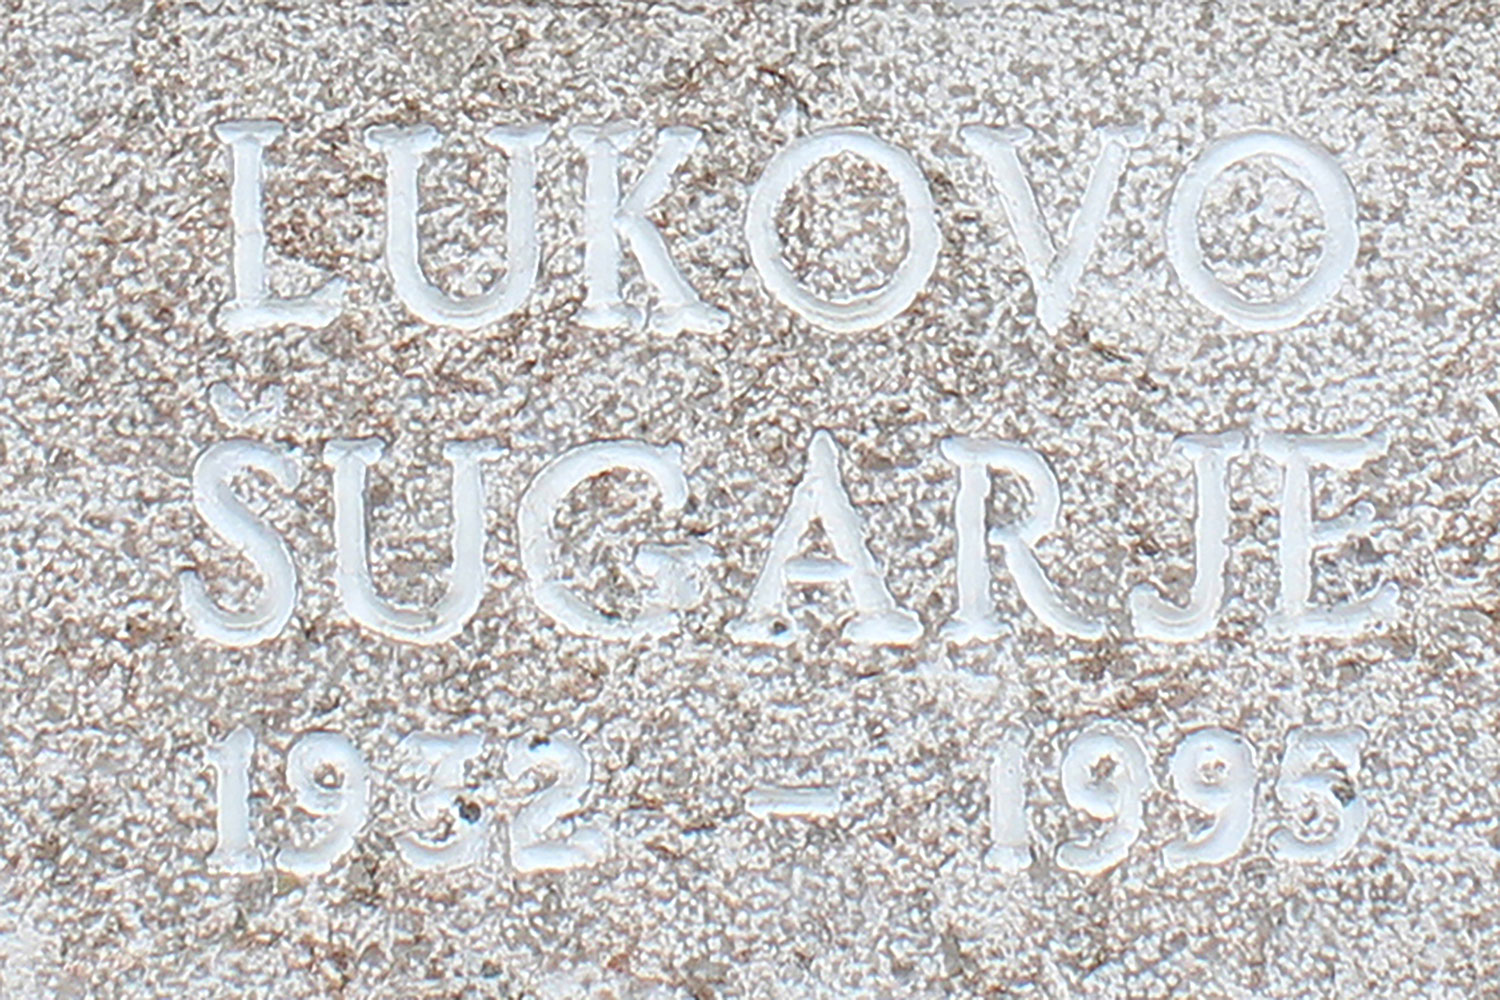 LUKOVO
ŠUGARJE
1932 - 1995